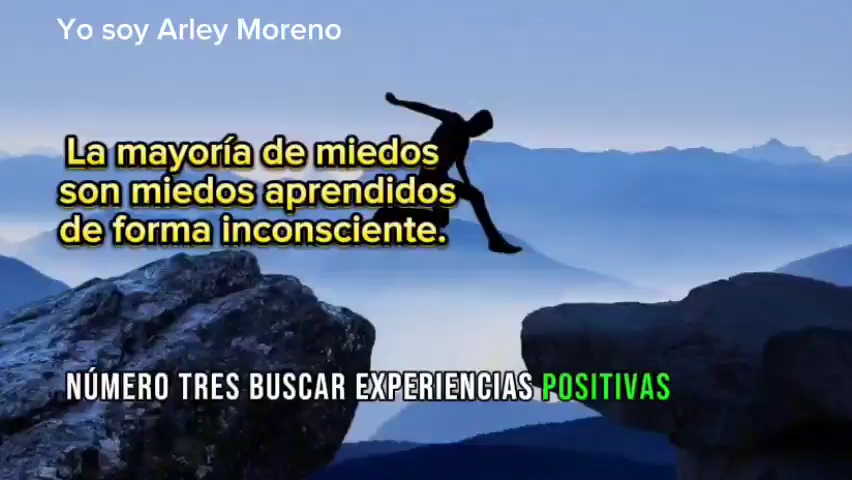 Yo soy Arley Moreno
La mayoría de miedos
son miedos aprendidos
de forma inconsciente.
NÚMERO TRES BUSCAR EXPERIENCIAS POSITIVAS